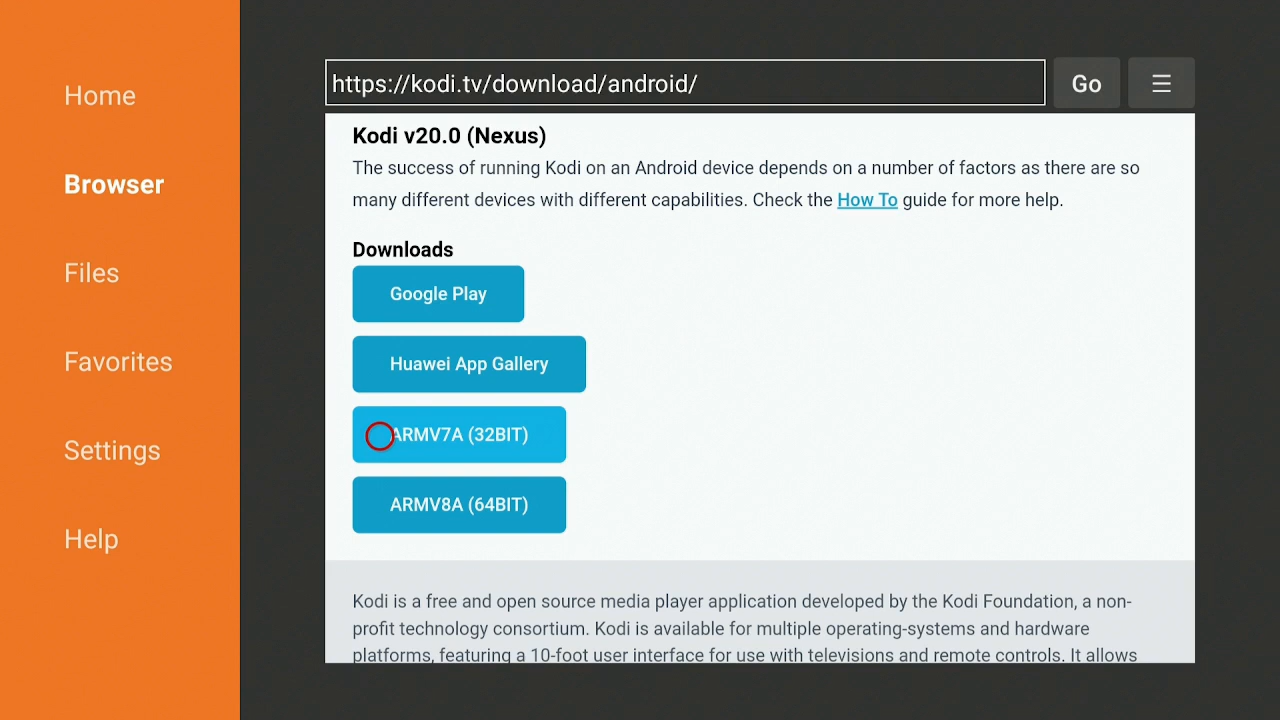 Home
Browser
Files
Favorites
Settings
Help
https://kodi.tv/download/android/
Go
Kodi v20.0 (Nexus)
The success of running Kodi on an Android device depends on a number of factors as there are so
many different devices with different capabilities. Check the How To guide for more help.
Downloads
Google Play
Huawei App Gallery
ARMV7A (32BIT)
ARMV8A (64BIT)
Kodi is a free and open source media player application developed by the Kodi Foundation, a non-
profit technology consortium. Kodi is available for multiple operating-systems and hardware
platforms, featuring a 10-foot user interface for use with televisions and remote controls. It allows